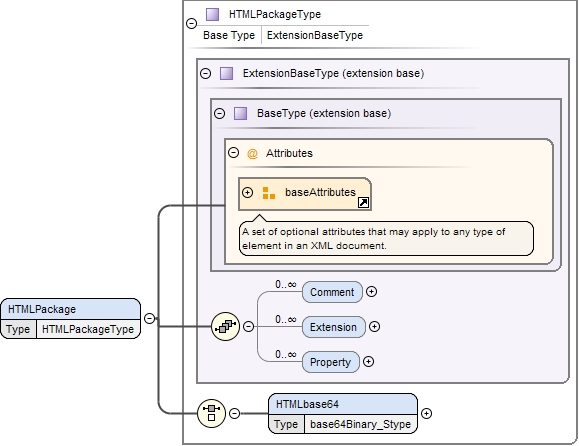 HTMLPackageType
Base Type ExtensionBaseType
ExtensionBaseType (extension base)
BaseType (extension base)
@ Attributes
baseAttributes
A set of optional attributes that may apply to any type of
element in an XML document.
0..∞
Comment
HTMLPackage
Type HTMLPackageType
0..∞
Extension
0..∞
Property
HTMLbase64
Type base64Binary_Stype